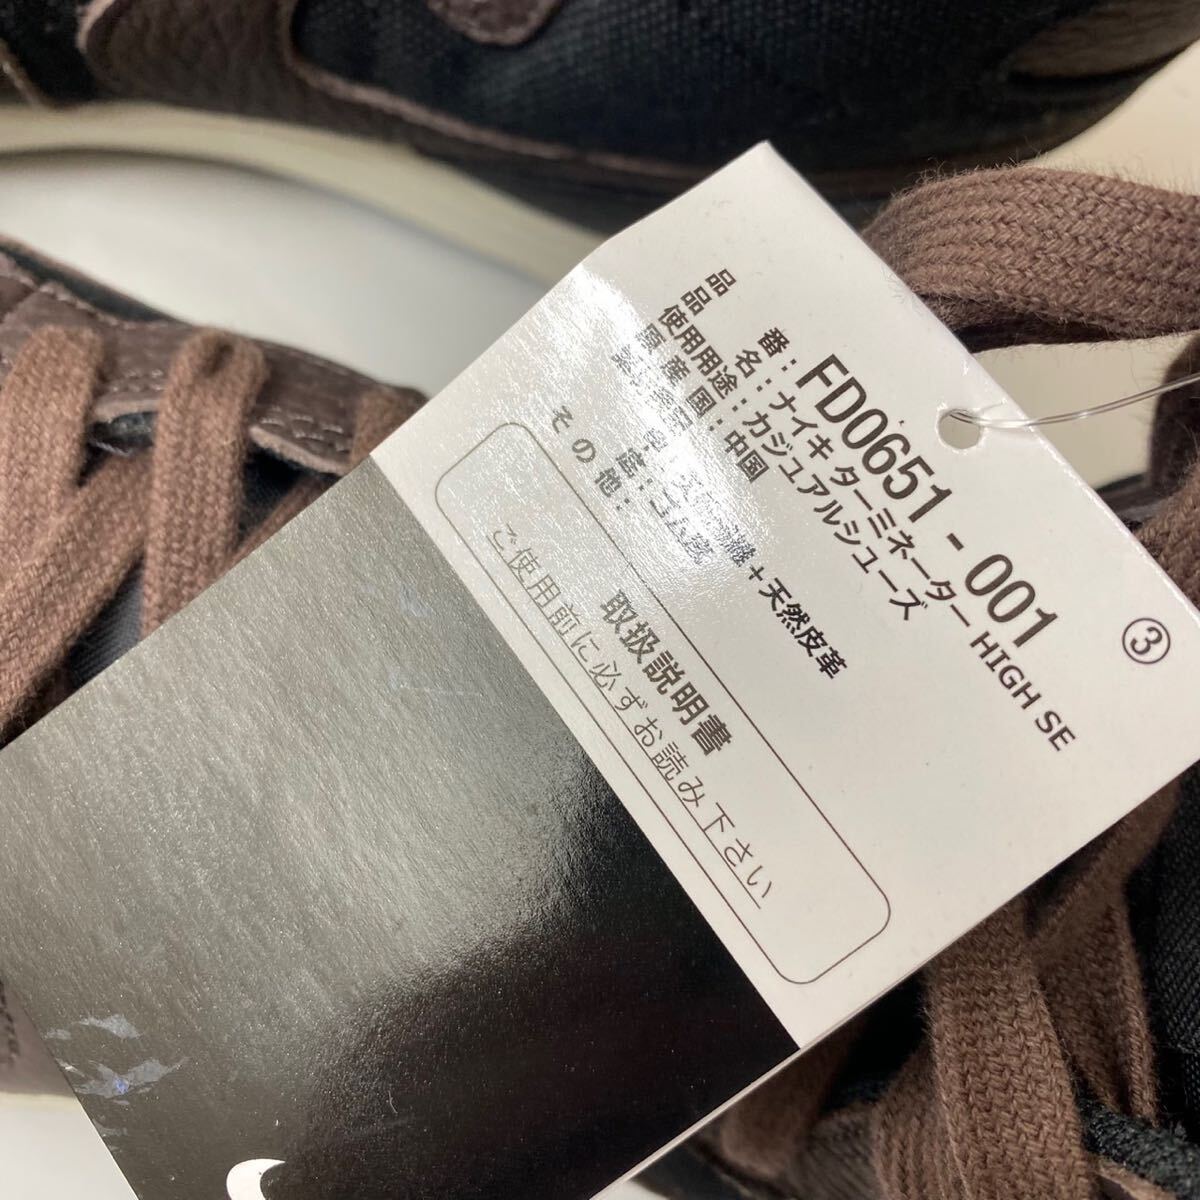 ③
品番：FD0651-001
品名：ナイキ ターミネーター HIGH SE
使用用途：カジュアルシューズ
原産国：中国
+天然皮革
底：ゴム底
その他：
取扱説明書
ご使用前に必ずお読み下さい